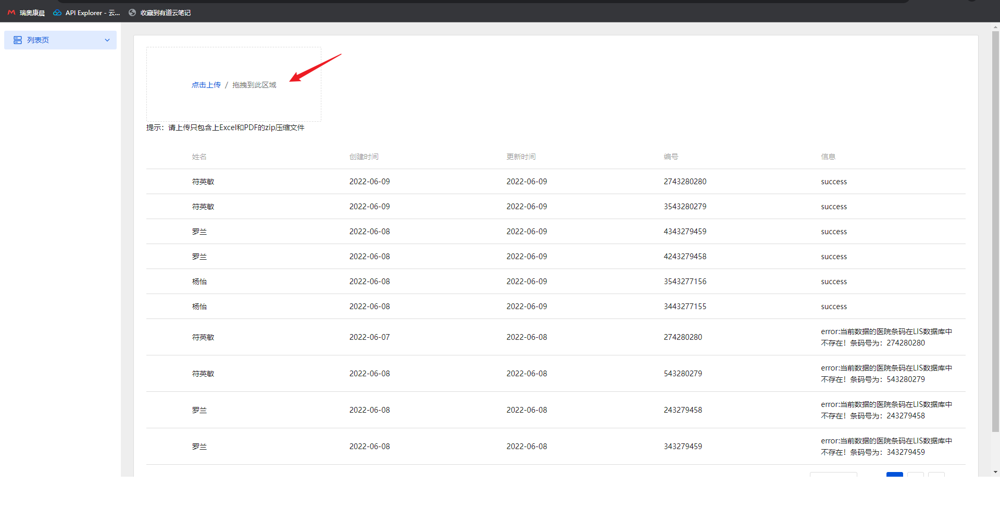 瑞奥康晨 API Explorer - 云... 收藏到有道云笔记
列表页
点击上传 / 拖拽到此区域
提示：请上传只包含上Excel和PDF的zip压缩文件
姓名 创建时间 更新时间 编号 信息
符英敏 2022-06-09 2022-06-09 2743280280 success
符英敏 2022-06-09 2022-06-09 3543280279 success
罗兰 2022-06-08 2022-06-09 4343279459 success
罗兰 2022-06-08 2022-06-09 4243279458 success
杨怡 2022-06-08 2022-06-09 3543277156 success
杨怡 2022-06-08 2022-06-09 3443277155 success
符英敏 2022-06-07 2022-06-08 274280280 error:当前数据的医院条码在LIS数据库中
不存在！条码号为：274280280
符英敏 2022-06-08 2022-06-08 543280279 error:当前数据的医院条码在LIS数据库中
不存在！条码号为：543280279
罗兰 2022-06-08 2022-06-08 243279458 error:当前数据的医院条码在LIS数据库中
不存在！条码号为：243279458
罗兰 2022-06-08 2022-06-08 343279459 error:当前数据的医院条码在LIS数据库中
不存在！条码号为：343279459